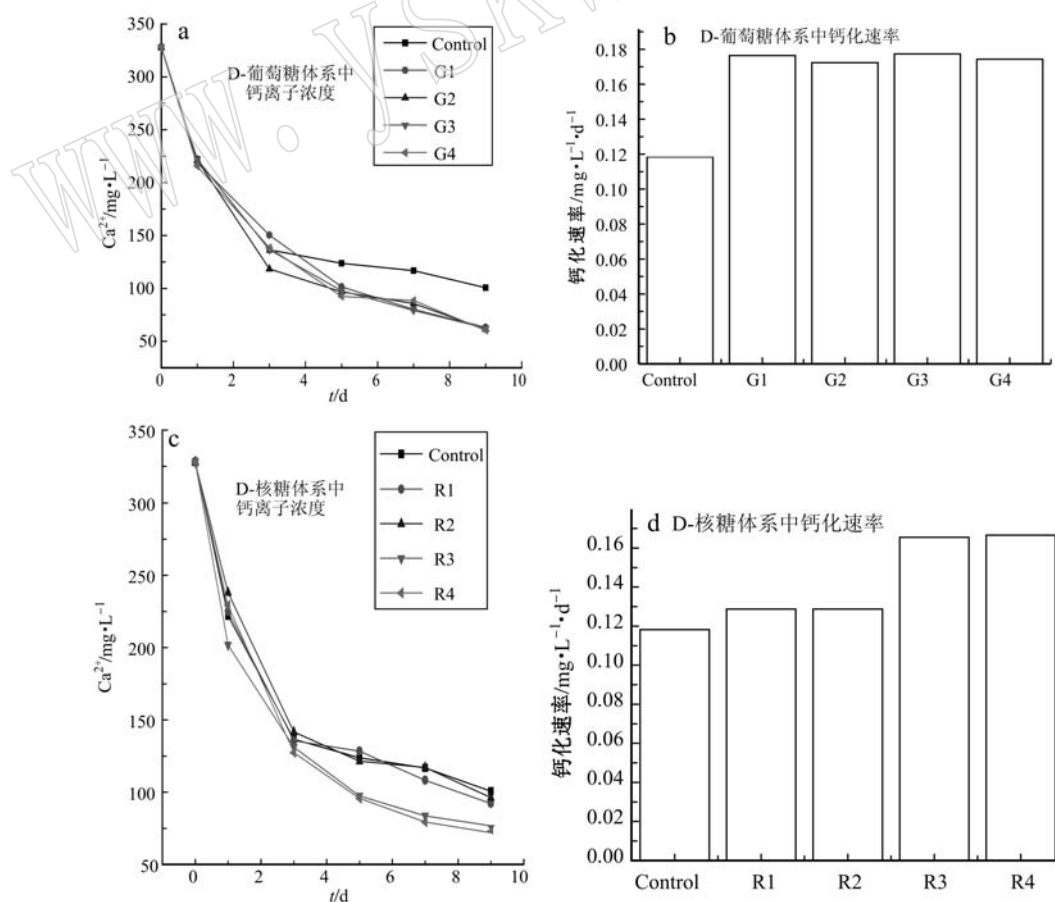 www.ysk
a
D-葡萄糖体系中
钙离子浓度
Control
G1
G2
G3
G4
350
300
250
200
150
100
50
Ca²⁺/mg•L⁻¹
0 2 4 6 8 10
t/d
b D-葡萄糖体系中钙化速率
0.18
0.16
0.14
0.12
0.10
0.08
0.06
0.04
0.02
0.00
钙化速率/mg•L⁻¹•d⁻¹
Control G1 G2 G3 G4
c
D-核糖体系中
钙离子浓度
Control
R1
R2
R3
R4
350
300
250
200
150
100
50
Ca²⁺/mg•L⁻¹
0 2 4 6 8 10
t/d
d D-核糖体系中钙化速率
0.16
0.14
0.12
0.10
0.08
0.06
0.04
0.02
0.00
钙化速率/mg•L⁻¹•d⁻¹
Control R1 R2 R3 R4